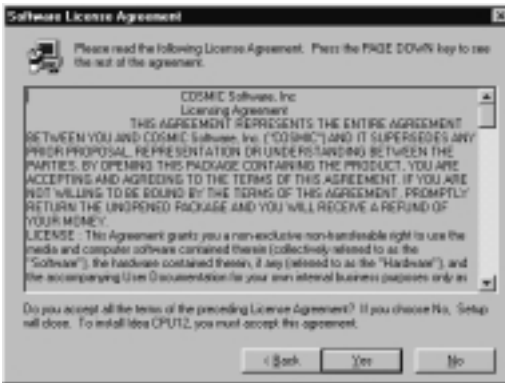 Software License Agreement
Please read the following License Agreement. Press the PAGE DOWN key to see
the rest of the agreement.
COSMIC Software, Inc
Licensing Agreement
THIS AGREEMENT REPRESENTS THE ENTIRE AGREEMENT
BETWEEN YOU AND COSMIC Software, Inc. ("COSMIC") AND IT SUPERSEDES ANY
PRIOR PROPOSAL, REPRESENTATION OR UNDERSTANDING BETWEEN THE
PARTIES. BY OPENING THIS PACKAGE CONTAINING THE PRODUCT, YOU ARE
ACCEPTING AND AGREEING TO THE TERMS OF THIS AGREEMENT. IF YOU ARE
NOT WILLING TO BE BOUND BY THE TERMS OF THIS AGREEMENT, PROMPTLY
RETURN THE UNOPENED PACKAGE AND YOU WILL RECEIVE A REFUND OF
YOUR MONEY.
LICENSE : This Agreement grants you a non-exclusive non-transferable right to use the
media and computer software contained therein (collectively referred to as the
"Software"), the hardware contained therein, if any (referred to as the "Hardware"), and
the accompanying User Documentation for your own internal business purposes only as
Do you accept all the terms of the preceding License Agreement? If you choose No, Setup
will close. To install Idea CPU12, you must accept this agreement.
< Back
Yes
No